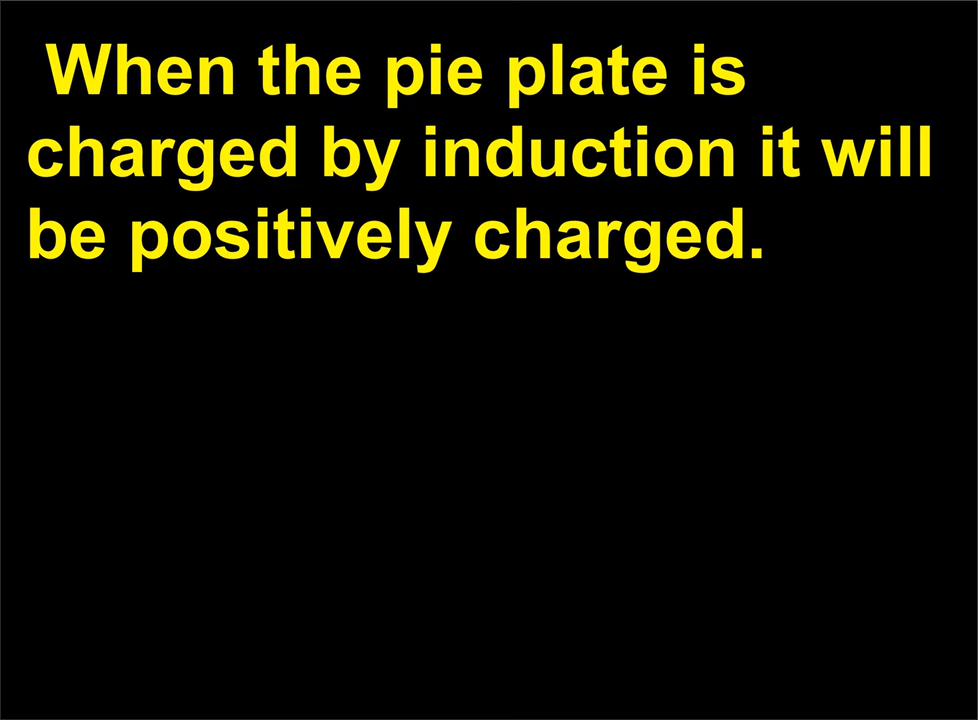 When the pie plate is
charged by induction it will
be positively charged.